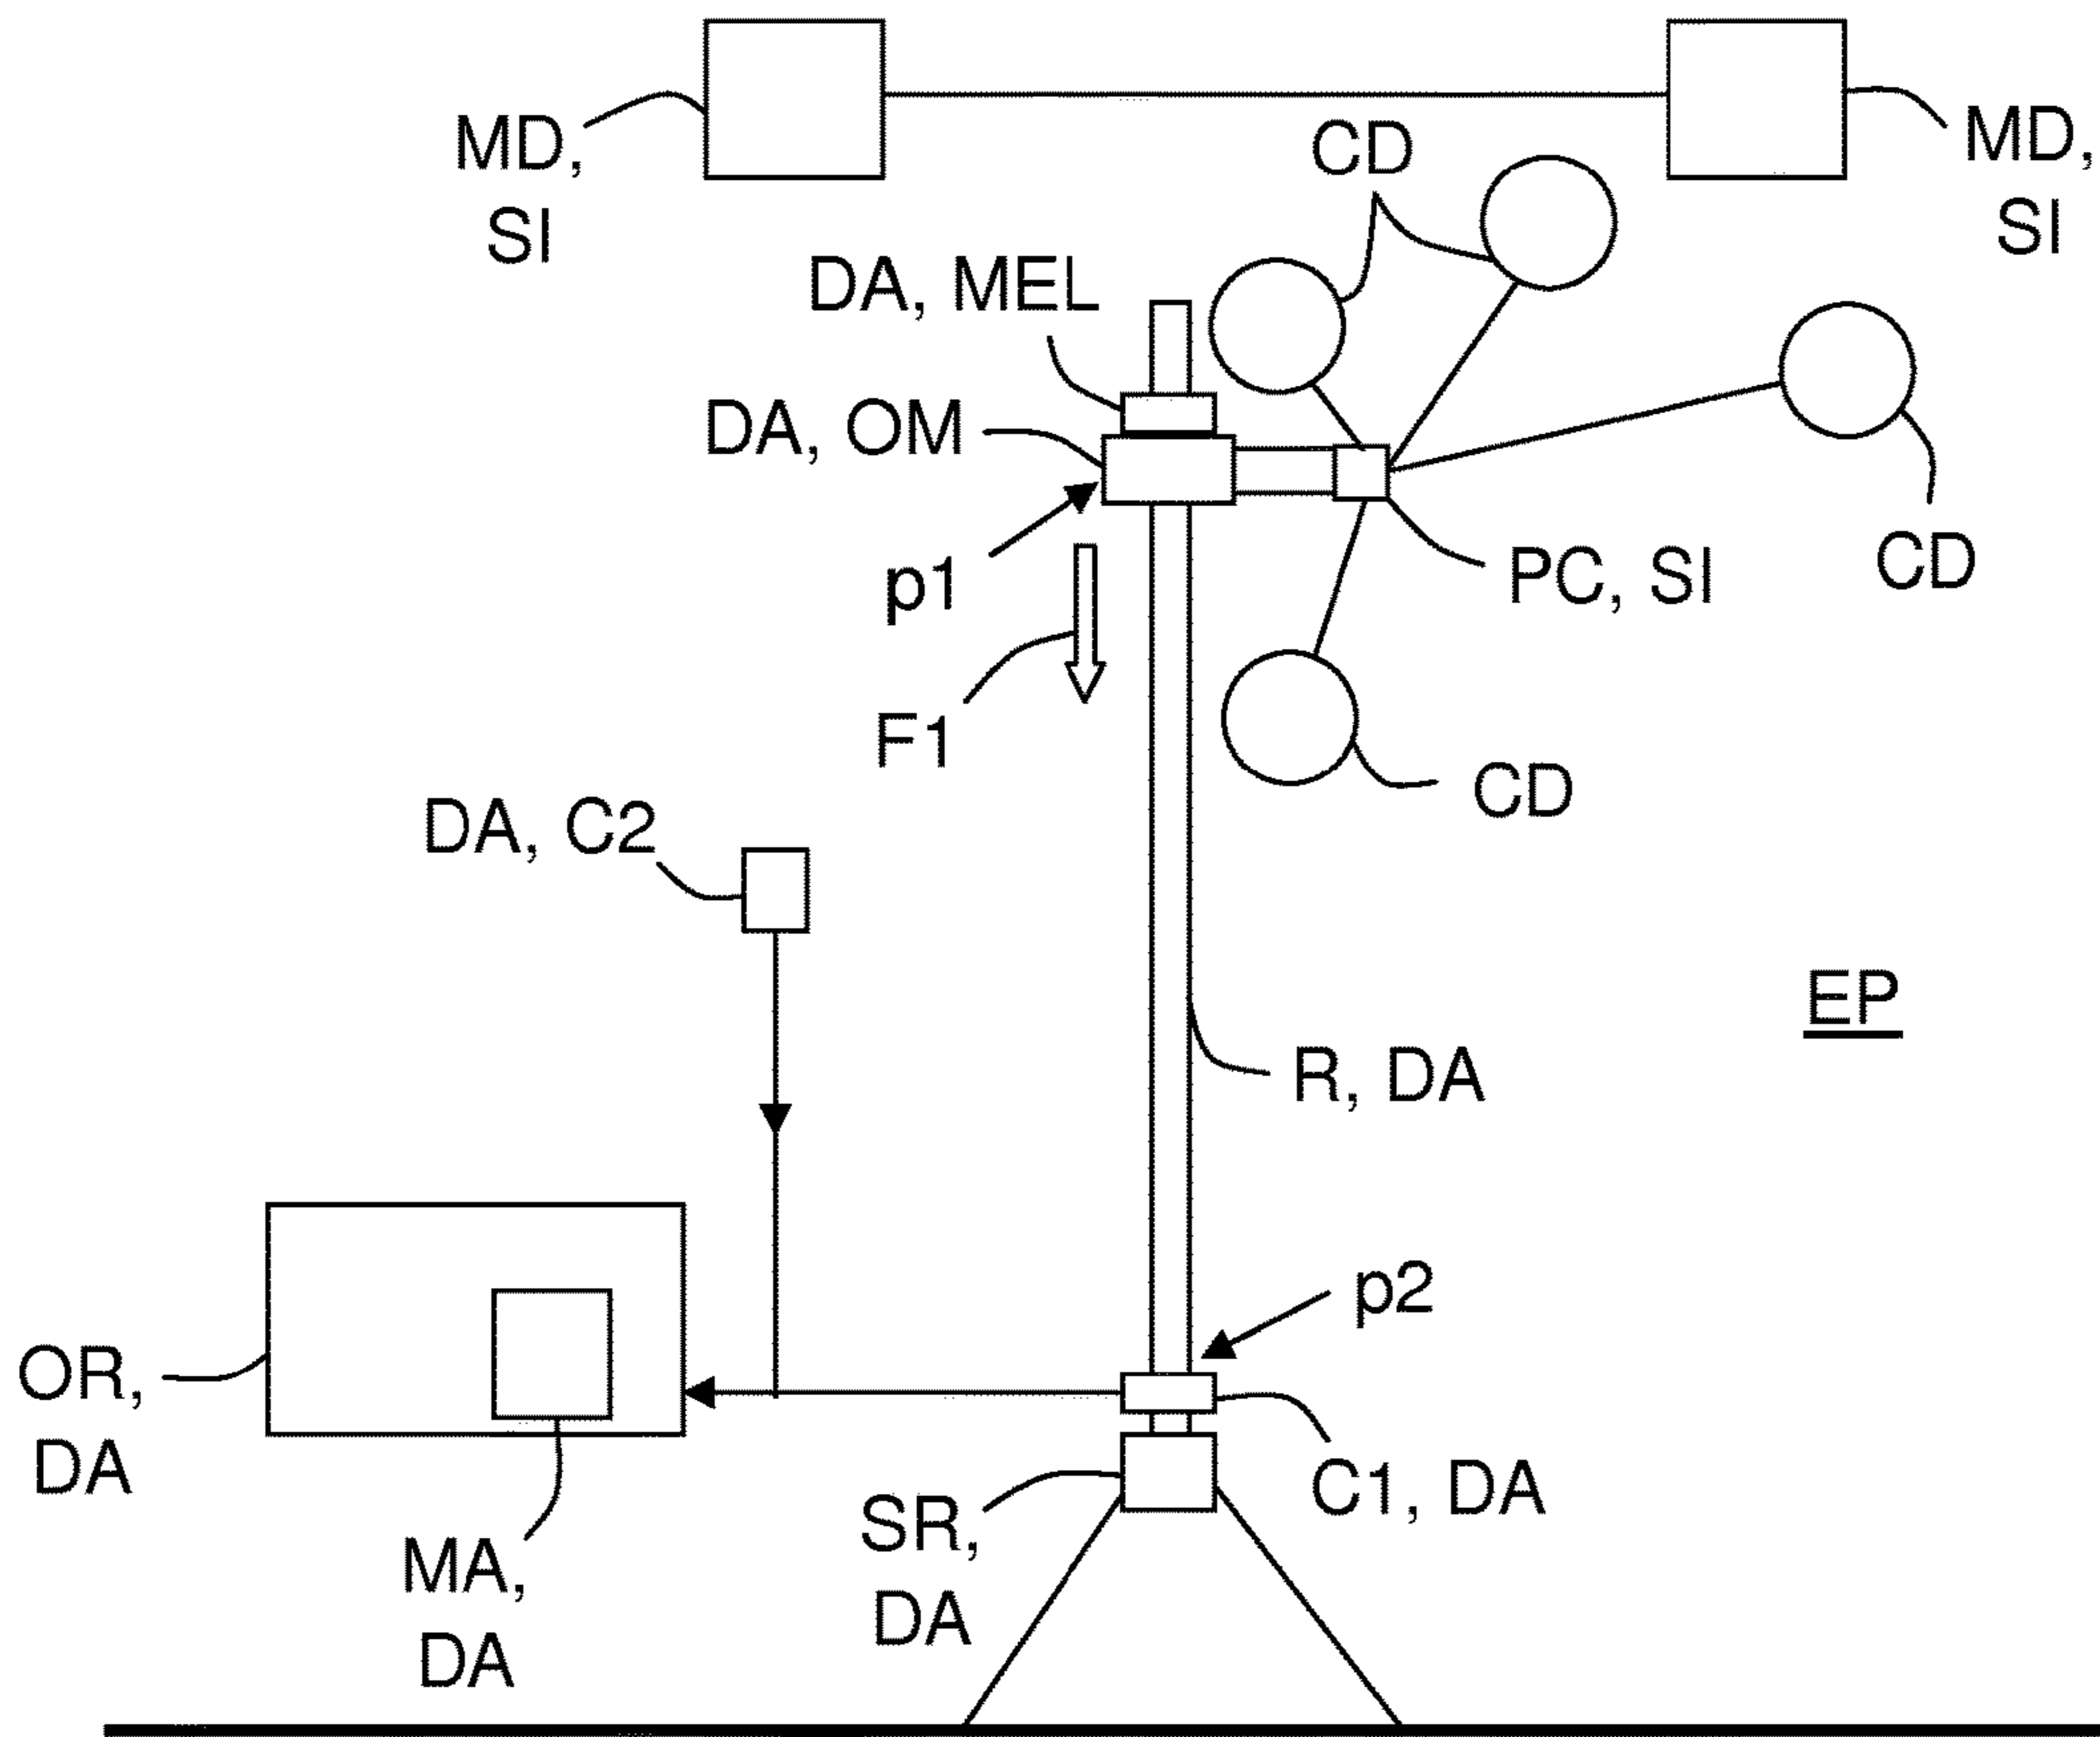 MD,
SI
CD
MD,
SI
DA, MEL
DA, OM
p1
PC, SI
CD
F1
CD
DA, C2
EP
R, DA
p2
OR,
DA
C1, DA
SR,
DA
MA,
DA